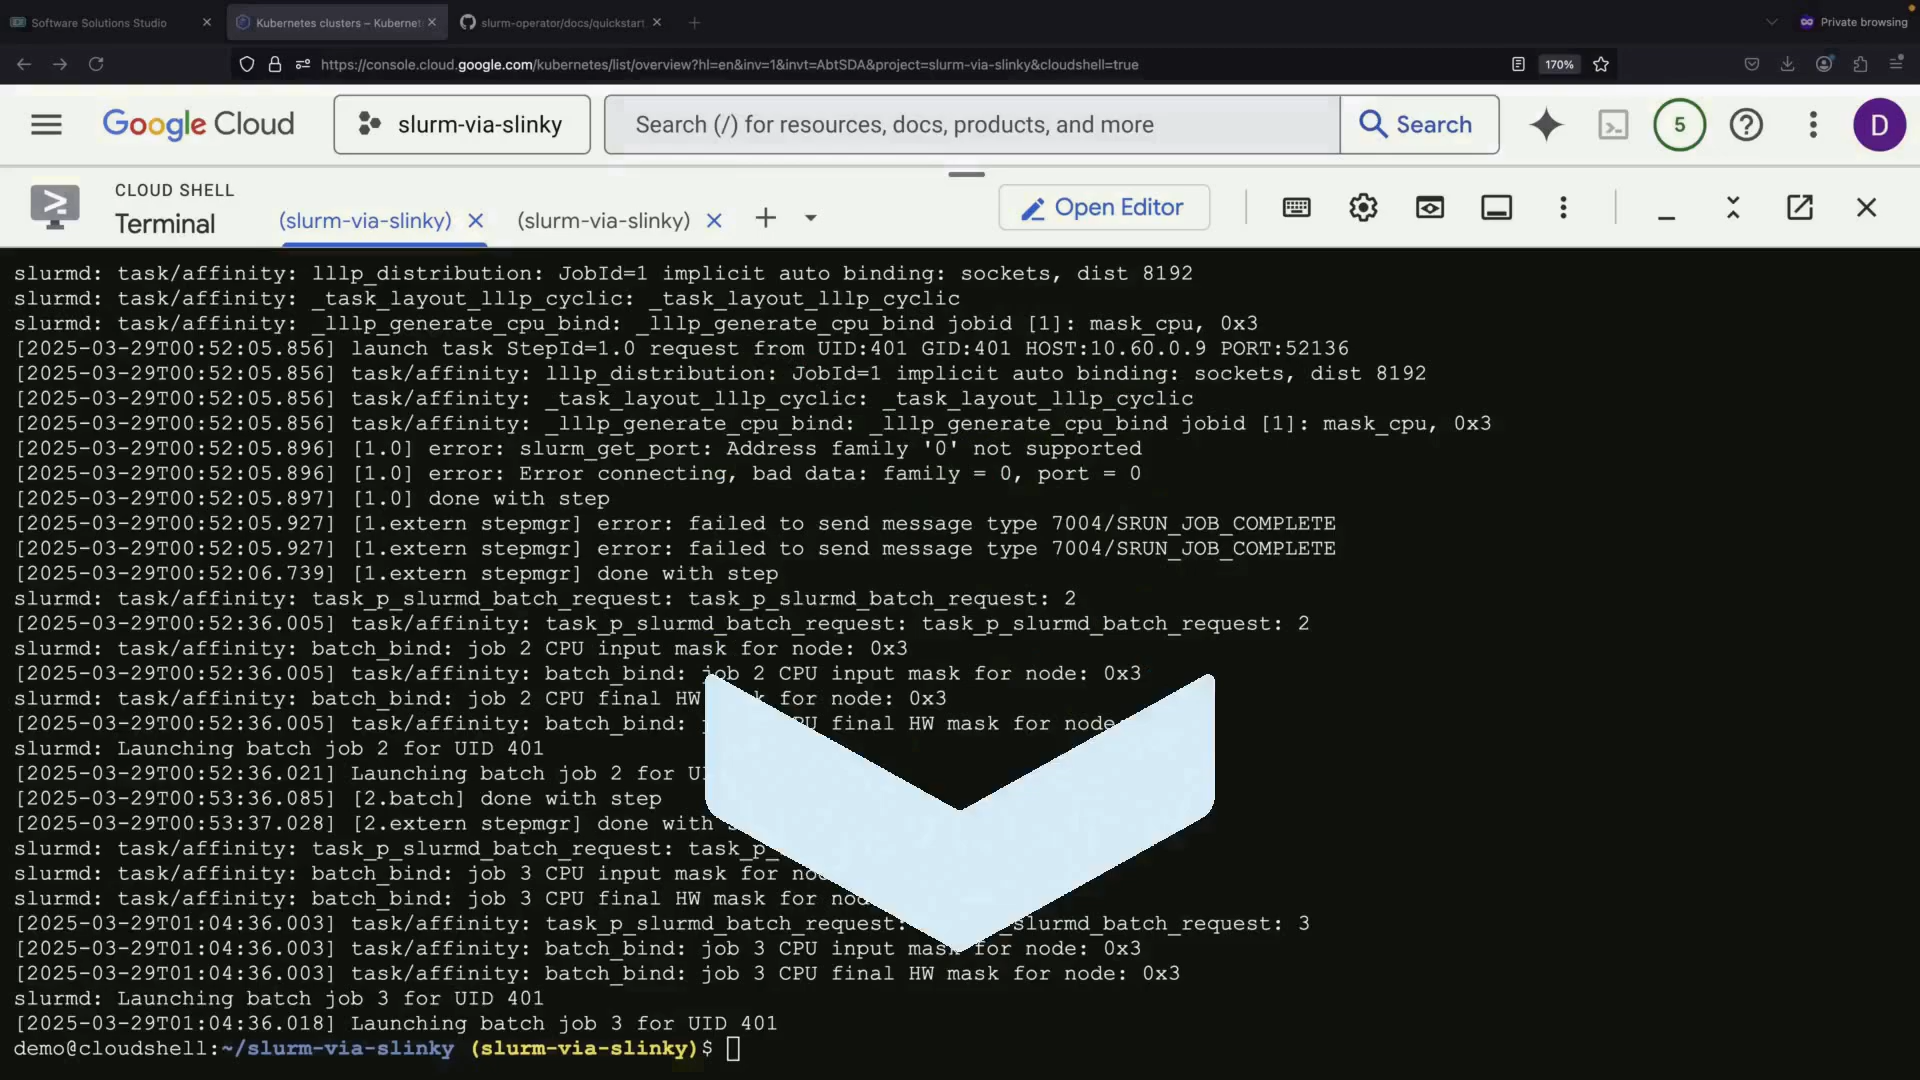 Software Solutions Studio
Kubernetes clusters – Kubernet
slurm-operator/docs/quickstart
Private browsing
https://console.cloud.google.com/kubernetes/list/overview?hl=en&inv=1&invt=AbtSDA&project=slurm-via-slinky&cloudshell=true
170%
Google Cloud
slurm-via-slinky
Search (/) for resources, docs, products, and more
Search
5
D
CLOUD SHELL
Terminal
(slurm-via-slinky)
(slurm-via-slinky)
Open Editor
slurmd: task/affinity: lllp_distribution: JobId=1 implicit auto binding: sockets, dist 8192
slurmd: task/affinity: _task_layout_lllp_cyclic: _task_layout_lllp_cyclic
slurmd: task/affinity: _lllp_generate_cpu_bind: _lllp_generate_cpu_bind jobid [1]: mask_cpu, 0x3
[2025-03-29T00:52:05.856] launch task StepId=1.0 request from UID:401 GID:401 HOST:10.60.0.9 PORT:52136
[2025-03-29T00:52:05.856] task/affinity: lllp_distribution: JobId=1 implicit auto binding: sockets, dist 8192
[2025-03-29T00:52:05.856] task/affinity: _task_layout_lllp_cyclic: _task_layout_lllp_cyclic
[2025-03-29T00:52:05.856] task/affinity: _lllp_generate_cpu_bind: _lllp_generate_cpu_bind jobid [1]: mask_cpu, 0x3
[2025-03-29T00:52:05.896] [1.0] error: slurm_get_port: Address family '0' not supported
[2025-03-29T00:52:05.896] [1.0] error: Error connecting, bad data: family = 0, port = 0
[2025-03-29T00:52:05.897] [1.0] done with step
[2025-03-29T00:52:05.927] [1.extern stepmgr] error: failed to send message type 7004/SRUN_JOB_COMPLETE
[2025-03-29T00:52:05.927] [1.extern stepmgr] error: failed to send message type 7004/SRUN_JOB_COMPLETE
[2025-03-29T00:52:06.739] [1.extern stepmgr] done with step
slurmd: task/affinity: task_p_slurmd_batch_request: task_p_slurmd_batch_request: 2
[2025-03-29T00:52:36.005] task/affinity: task_p_slurmd_batch_request: task_p_slurmd_batch_request: 2
slurmd: task/affinity: batch_bind: job 2 CPU input mask for node: 0x3
[2025-03-29T00:52:36.005] task/affinity: batch_bind: job 2 CPU input mask for node: 0x3
slurmd: task/affinity: batch_bind: job 2 CPU final HW for node: 0x3
[2025-03-29T00:52:36.005] task/affinity: batch_bind: final HW mask for node
slurmd: Launching batch job 2 for UID 401
[2025-03-29T00:52:36.021] Launching batch job 2 for
[2025-03-29T00:53:36.085] [2.batch] done with step
[2025-03-29T00:53:37.028] [2.extern stepmgr] done with
slurmd: task/affinity: task_p_slurmd_batch_request: task_p_
slurmd: task/affinity: batch_bind: job 3 CPU input mask for
slurmd: task/affinity: batch_bind: job 3 CPU final HW mask for
[2025-03-29T01:04:36.003] task/affinity: task_p_slurmd_batch_request: slurmd_batch_request: 3
[2025-03-29T01:04:36.003] task/affinity: batch_bind: job 3 CPU input mask for node: 0x3
[2025-03-29T01:04:36.003] task/affinity: batch_bind: job 3 CPU final HW mask for node: 0x3
slurmd: Launching batch job 3 for UID 401
[2025-03-29T01:04:36.018] Launching batch job 3 for UID 401
demo@cloudshell:~/slurm-via-slinky (slurm-via-slinky)$